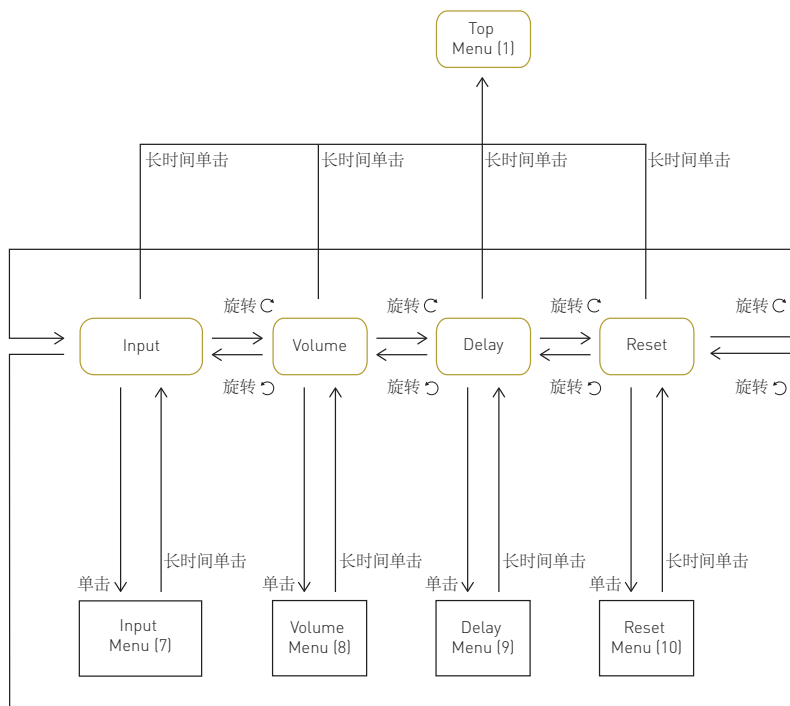 Top
Menu (1)
长时间单击
长时间单击
长时间单击
长时间单击
旋转
旋转
旋转
旋转
Input
Volume
Delay
Reset
旋转
旋转
旋转
旋转
长时间单击
长时间单击
长时间单击
长时间单击
单击
单击
单击
单击
Input
Menu (7)
Volume
Menu (8)
Delay
Menu (9)
Reset
Menu (10)